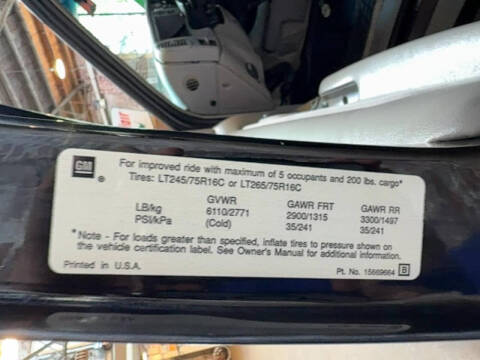 GM
®
For improved ride with maximum of 5 occupants and 200 lbs. cargo*
Tires: LT245/75R16C or LT265/75R16C
GVWR GAWR FRT GAWR RR
LB/kg 6110/2771 2900/1315 3300/1497
PSI/kPa (Cold) 35/241 35/241
*Note - For loads greater than specified, inflate tires to pressure shown on
the vehicle certification label. See Owner's Manual for additional information.
Printed in U.S.A. Pt. No. 15669664 B